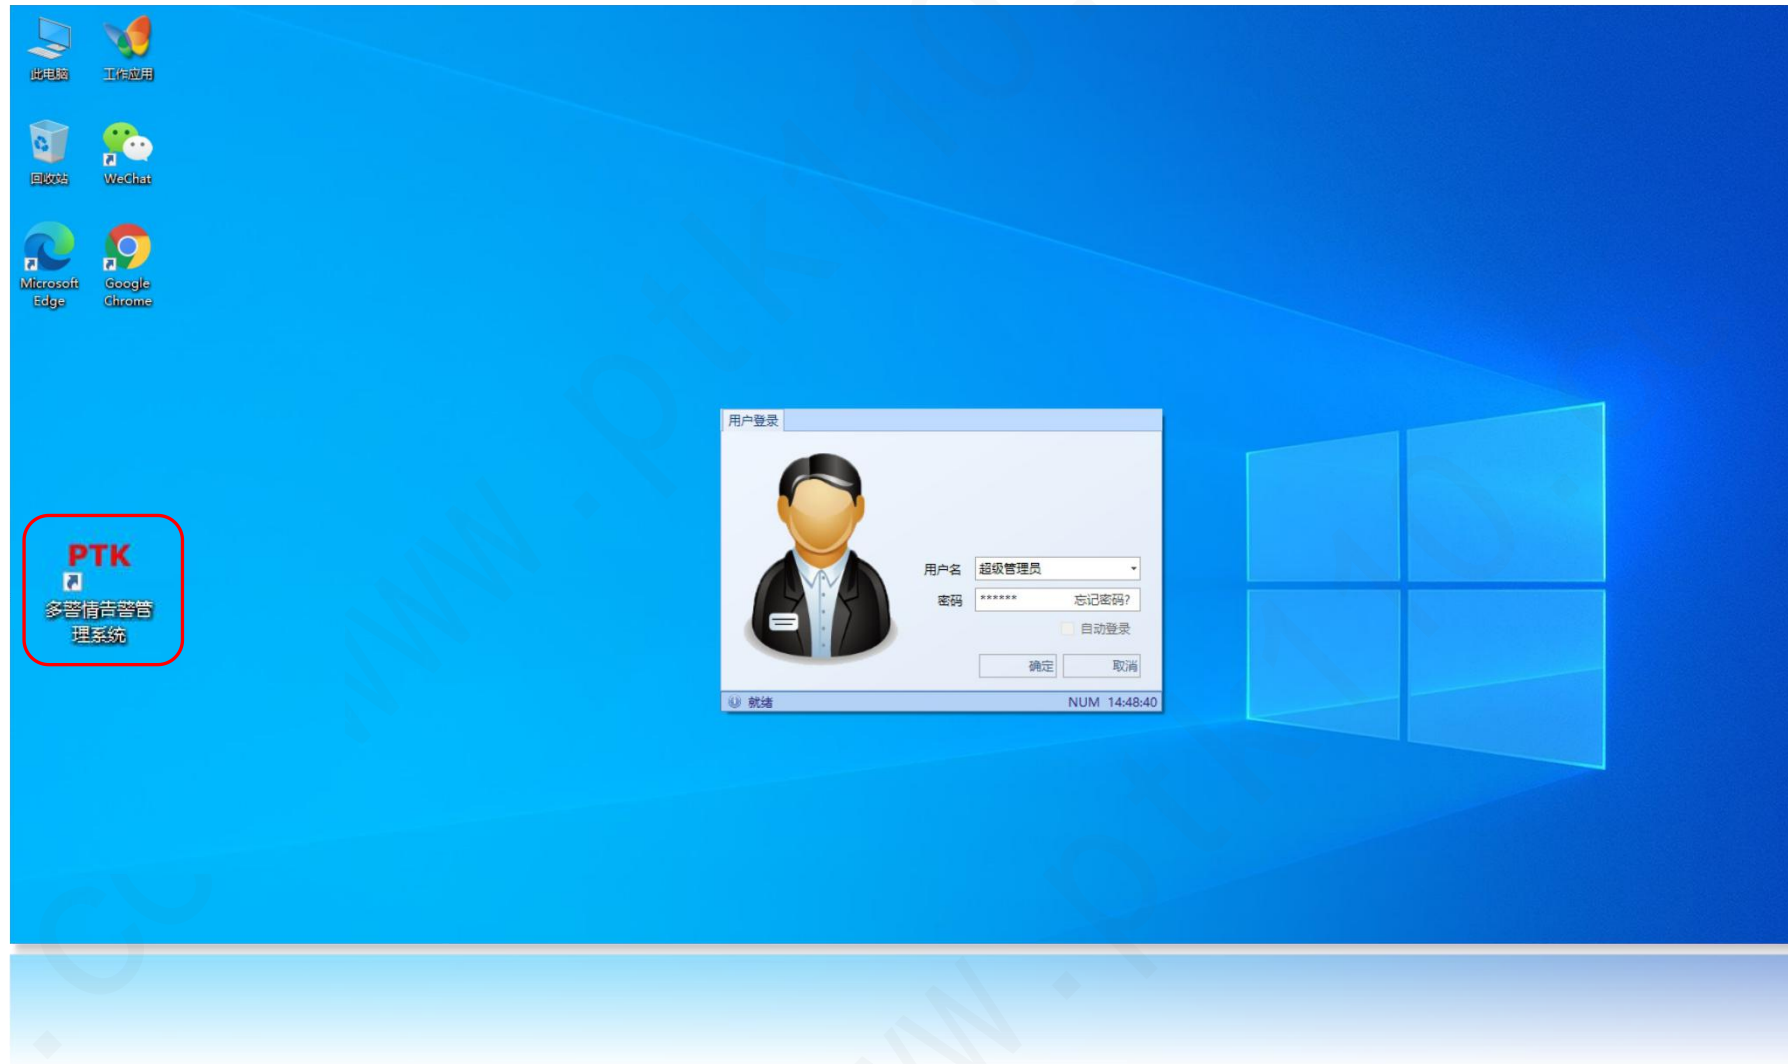 此电脑
工作应用
回收站
WeChat
Microsoft
Edge
Google
Chrome
PTK
多警情告警管
理系统
用户登录
用户名 超级管理员
密码 ****** 忘记密码?
自动登录
确定 取消
就绪 NUM 14:48:40